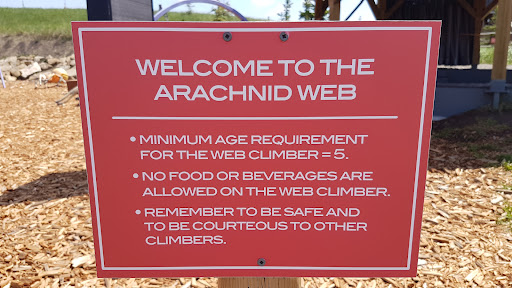 WELCOME TO THE
ARACHNID WEB
• MINIMUM AGE REQUIREMENT
FOR THE WEB CLIMBER = 5.
• NO FOOD OR BEVERAGES ARE
ALLOWED ON THE WEB CLIMBER.
• REMEMBER TO BE SAFE AND
TO BE COURTEOUS TO OTHER
CLIMBERS.